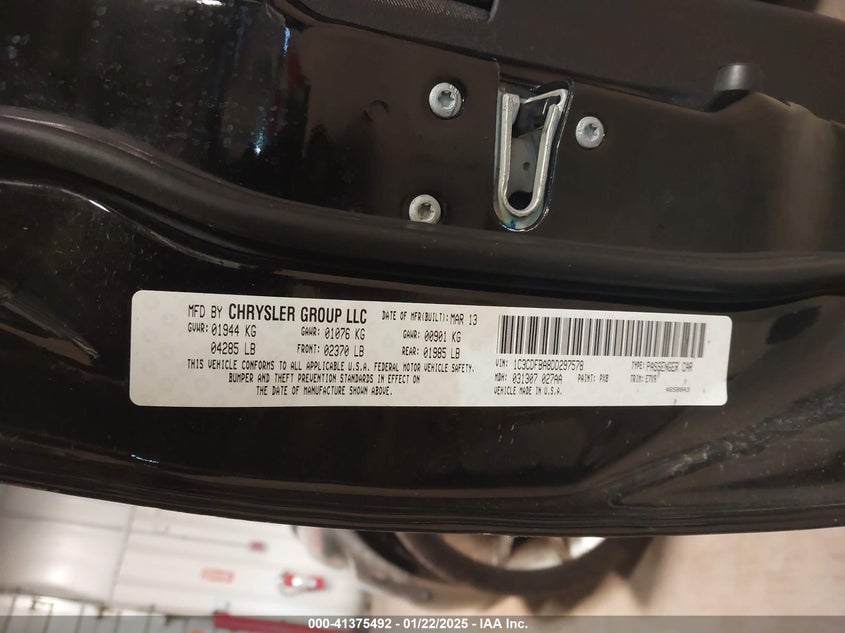 MFD BY CHRYSLER GROUP LLC DATE OF MFR(BUILT): MAR 13
GVWR: 01944 KG GAWR: 01076 KG GAWR: 00901 KG
04285 LB FRONT: 02370 LB REAR: 01985 LB
THIS VEHICLE CONFORMS TO ALL APPLICABLE U.S.A. FEDERAL MOTOR VEHICLE SAFETY,
BUMPER AND THEFT PREVENTION STANDARDS IN EFFECT ON
THE DATE OF MANUFACTURE SHOWN ABOVE.
VIN: 1C3CDFBA8DD297578 TYPE: PASSENGER CAR
MDH: 031307 027AA PAINT: PX8 TRIM: E7X9
VEHICLE MADE IN U.S.A.
000-41375492 - 01/22/2025 - IAA Inc.